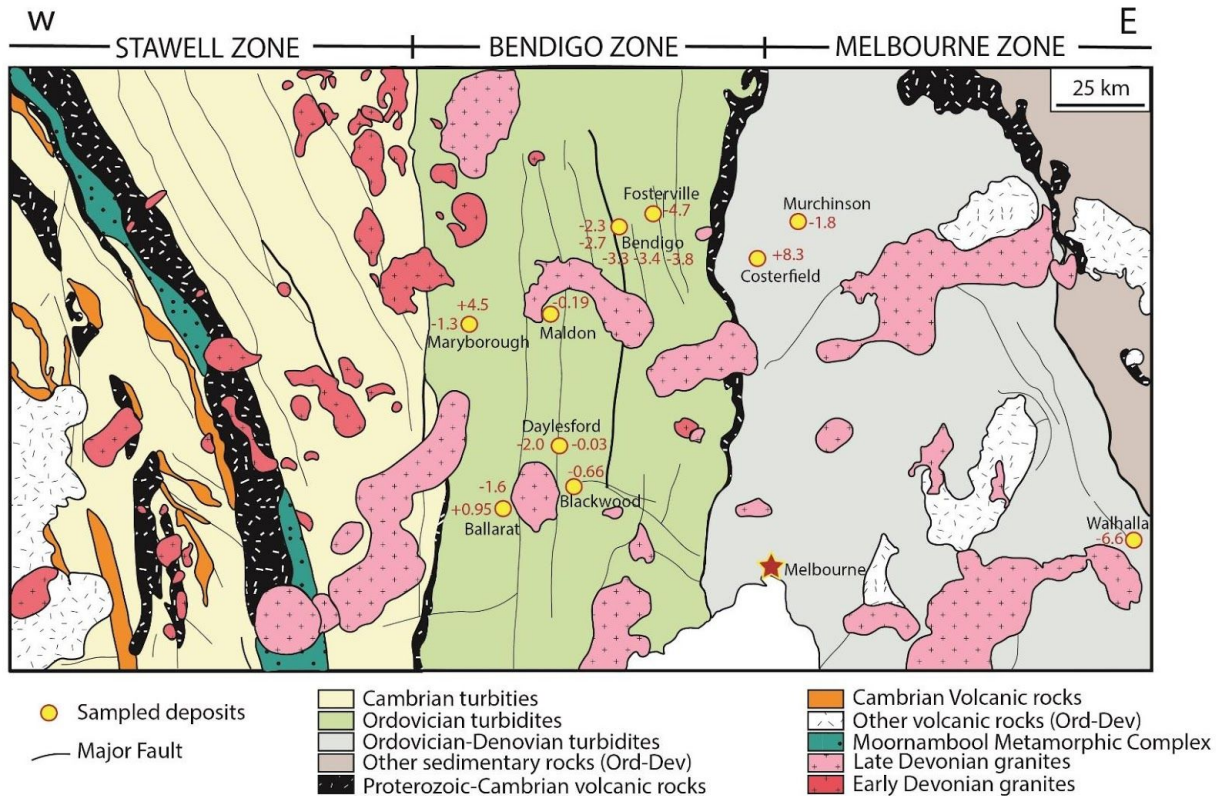 W E
STAWELL ZONE BENDIGO ZONE MELBOURNE ZONE
25 km
Fosterville
-4.7
-2.3
Bendigo
-2.7
-3.3 -3.4 -3.8
Murchinson
-1.8
+8.3
Costerfield
+4.5
-1.3
Maryborough
-0.19
Maldon
Daylesford
-2.0 -0.03
-0.66
Blackwood
-1.6
+0.95
Ballarat
Walhalla
-6.6
Melbourne
Sampled deposits
Major Fault
Cambrian turbities
Ordovician turbidites
Ordovician-Denovian turbidites
Other sedimentary rocks (Ord-Dev)
Proterozoic-Cambrian volcanic rocks
Cambrian Volcanic rocks
Other volcanic rocks (Ord-Dev)
Moornambool Metamorphic Complex
Late Devonian granites
Early Devonian granites